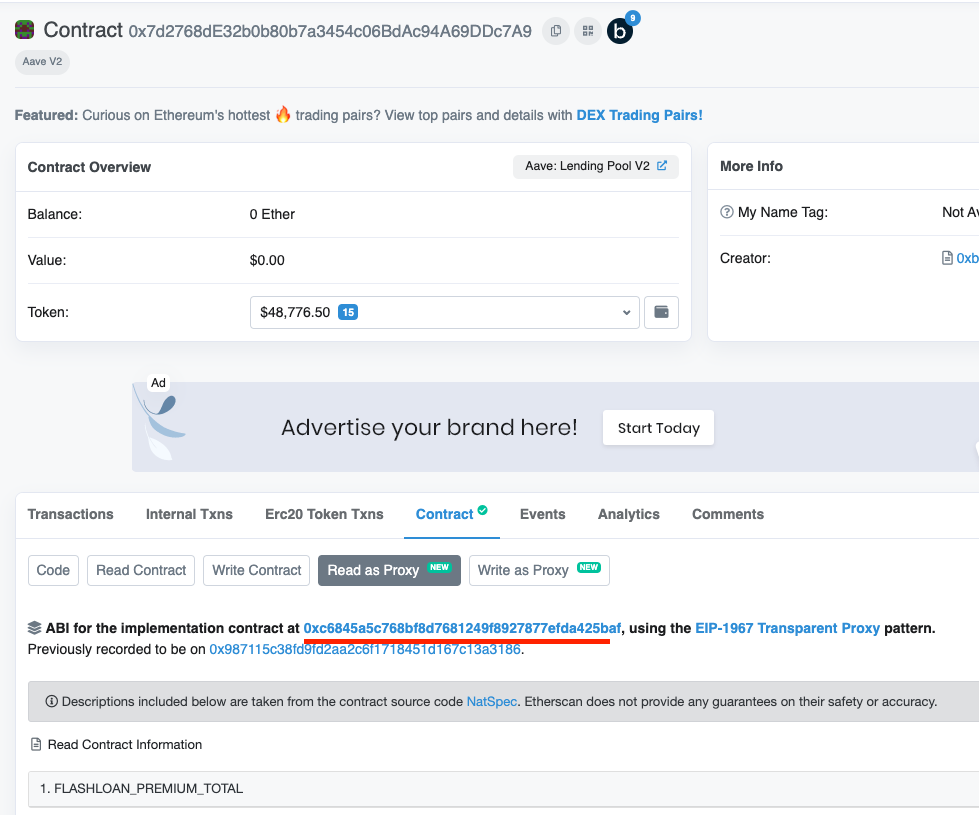 Contract 0x7d2768dE32b0b80b7a3454c06BdAc94A69DDc7A9 b 9
Aave V2
Featured: Curious on Ethereum's hottest 🔥 trading pairs? View top pairs and details with DEX Trading Pairs!
Contract Overview
Aave: Lending Pool V2
Balance: 0 Ether
Value: $0.00
Token: $48,776.50 15
More Info
My Name Tag: Not Av
Creator: 0xb
Ad
Advertise your brand here! Start Today
Transactions Internal Txns Erc20 Token Txns Contract Events Analytics Comments
Code Read Contract Write Contract Read as Proxy NEW Write as Proxy NEW
ABI for the implementation contract at 0xc6845a5c768bf8d7681249f8927877efda425baf, using the EIP-1967 Transparent Proxy pattern.
Previously recorded to be on 0x987115c38fd9fd2aa2c6f1718451d167c13a3186.
Descriptions included below are taken from the contract source code NatSpec. Etherscan does not provide any guarantees on their safety or accuracy.
Read Contract Information
1. FLASHLOAN_PREMIUM_TOTAL